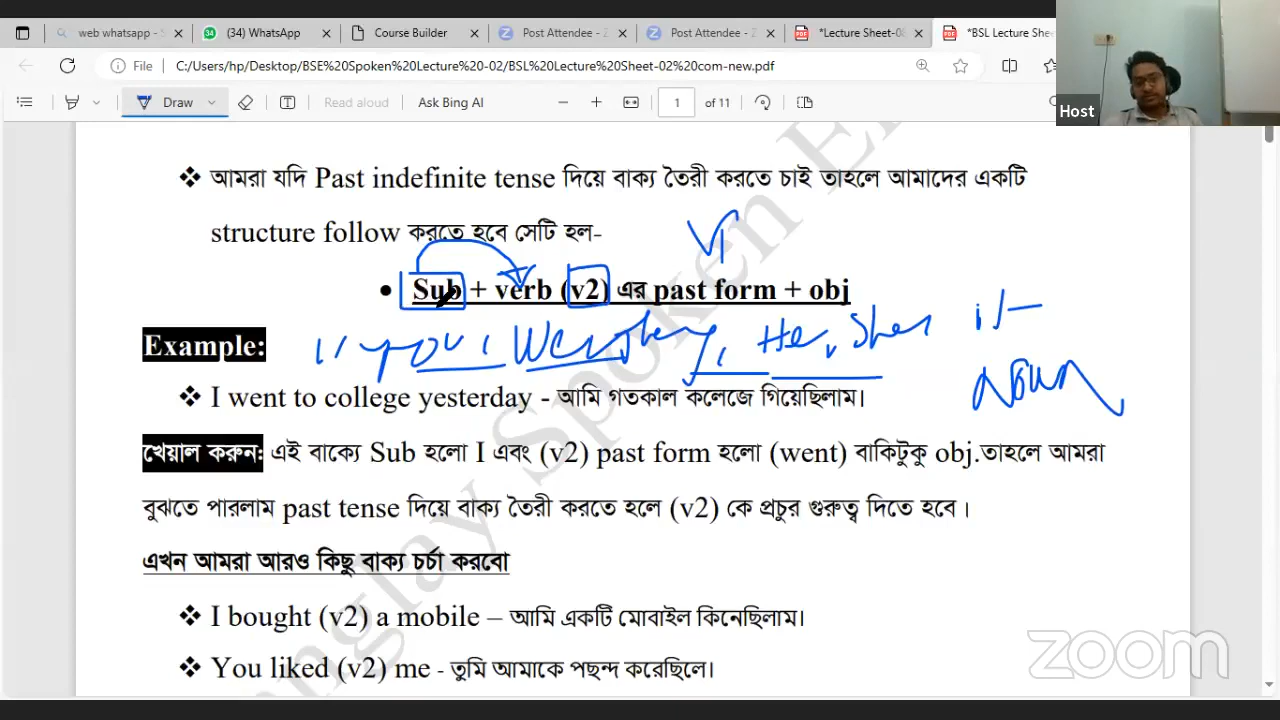 web whatsapp -
(34) WhatsApp
Course Builder
Post Attendee - Z
Post Attendee - Z
*Lecture Sheet-08
*BSL Lecture She
File
C:/Users/hp/Desktop/BSE%20Spoken%20Lecture%20-02/BSL%20Lecture%20Sheet-02%20com-new.pdf
Draw
Read aloud
Ask Bing AI
1 of 11
Host
❖ আমরা যদি Past indefinite tense দিয়ে বাক্য তৈরী করতে চাই তাহলে আমাদের একটি
structure follow করতে হবে সেটি হল-
V1
• Sub + verb (v2) এর past form + obj
I, you, We, they, He, She, it
Noun
Example:
❖ I went to college yesterday - আমি গতকাল কলেজে গিয়েছিলাম।
খেয়াল করুন: এই বাক্যে Sub হলো I এবং (v2) past form হলো (went) বাকিটুকু obj.তাহলে আমরা
বুঝতে পারলাম past tense দিয়ে বাক্য তৈরী করতে হলে (v2) কে প্রচুর গুরুত্ব দিতে হবে।
এখন আমরা আরও কিছু বাক্য চর্চা করবো
❖ I bought (v2) a mobile – আমি একটি মোবাইল কিনেছিলাম।
❖ You liked (v2) me - তুমি আমাকে পছন্দ করেছিলে।
zoom